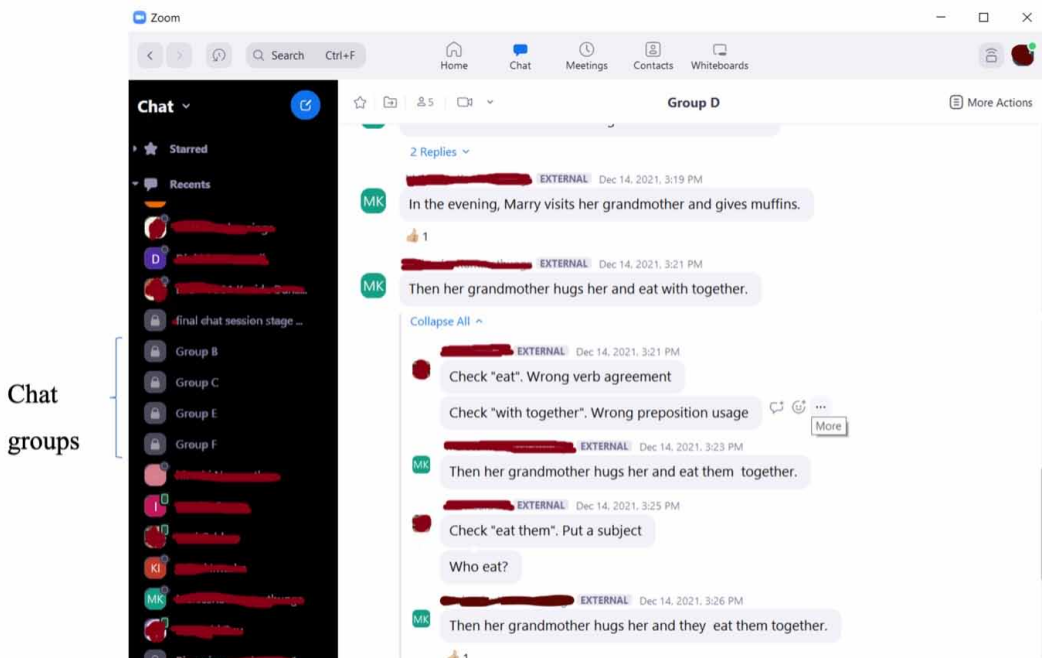 Zoom
Search Ctrl+F
Home
Chat
Meetings
Contacts
Whiteboards
Chat
Starred
Recents
D
final chat session stage ...
Group B
Group C
Group E
Group F
I
KI
MK
Chat
groups
5
Group D
More Actions
2 Replies
EXTERNAL Dec 14, 2021, 3:19 PM
MK
In the evening, Marry visits her grandmother and gives muffins.
1
EXTERNAL Dec 14, 2021, 3:21 PM
MK
Then her grandmother hugs her and eat with together.
Collapse All
EXTERNAL Dec 14, 2021, 3:21 PM
Check "eat". Wrong verb agreement
Check "with together". Wrong preposition usage
More
EXTERNAL Dec 14, 2021, 3:23 PM
MK
Then her grandmother hugs her and eat them together.
EXTERNAL Dec 14, 2021, 3:25 PM
Check "eat them". Put a subject
Who eat?
EXTERNAL Dec 14, 2021, 3:26 PM
MK
Then her grandmother hugs her and they eat them together.
1